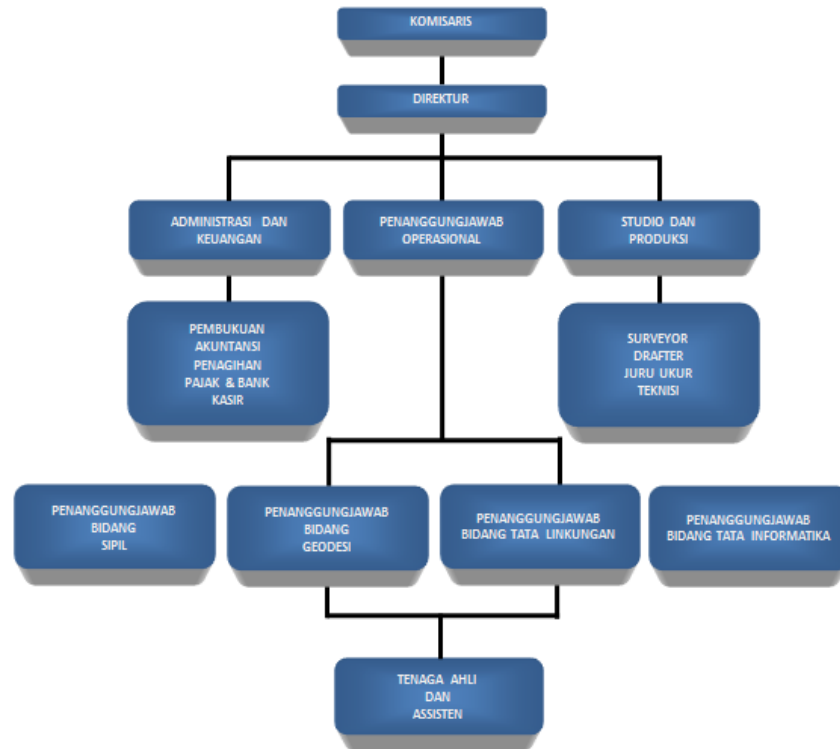 KOMISARIS
DIREKTUR
ADMINISTRASI DAN
KEUANGAN
PENANGGUNGJAWAB
OPERASIONAL
STUDIO DAN
PRODUKSI
PEMBUKUAN
AKUNTANSI
PENAGIHAN
PAJAK & BANK
KASIR
SURVEYOR
DRAFTER
JURU UKUR
TEKNISI
PENANGGUNGJAWAB
BIDANG
SIPIL
PENANGGUNGJAWAB
BIDANG
GEODESI
PENANGGUNGJAWAB
BIDANG TATA LINKUNGAN
PENANGGUNGJAWAB
BIDANG TATA INFORMATIKA
TENAGA AHLI
DAN
ASSISTEN